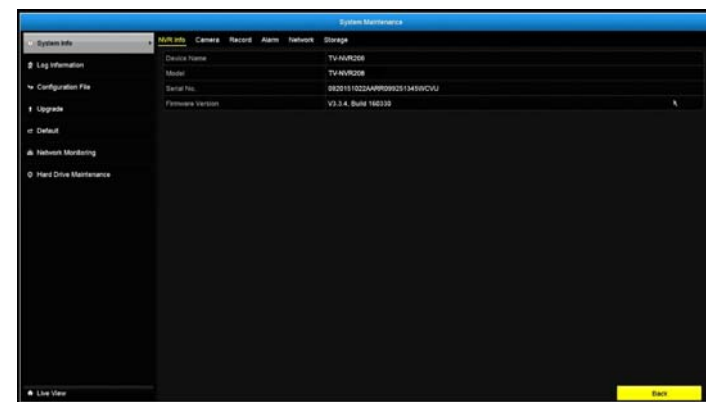 System Maintenance
System Info
Log Information
Configuration File
Upgrade
Default
Network Monitoring
Hard Drive Maintenance
Live View
NVR Info Camera Record Alarm Network Storage
Device Name TV-NVR208
Model TV-NVR208
Serial No.
Firmware Version V3.3.4, Build 160330
Back